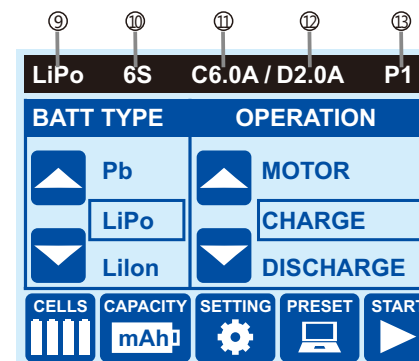 ⑨ ⑩ ⑪ ⑫ ⑬
LiPo 6S C6.0A / D2.0A P1
BATT TYPE OPERATION
Pb MOTOR
LiPo CHARGE
LiIon DISCHARGE
CELLS CAPACITY SETTING PRESET START
mAh